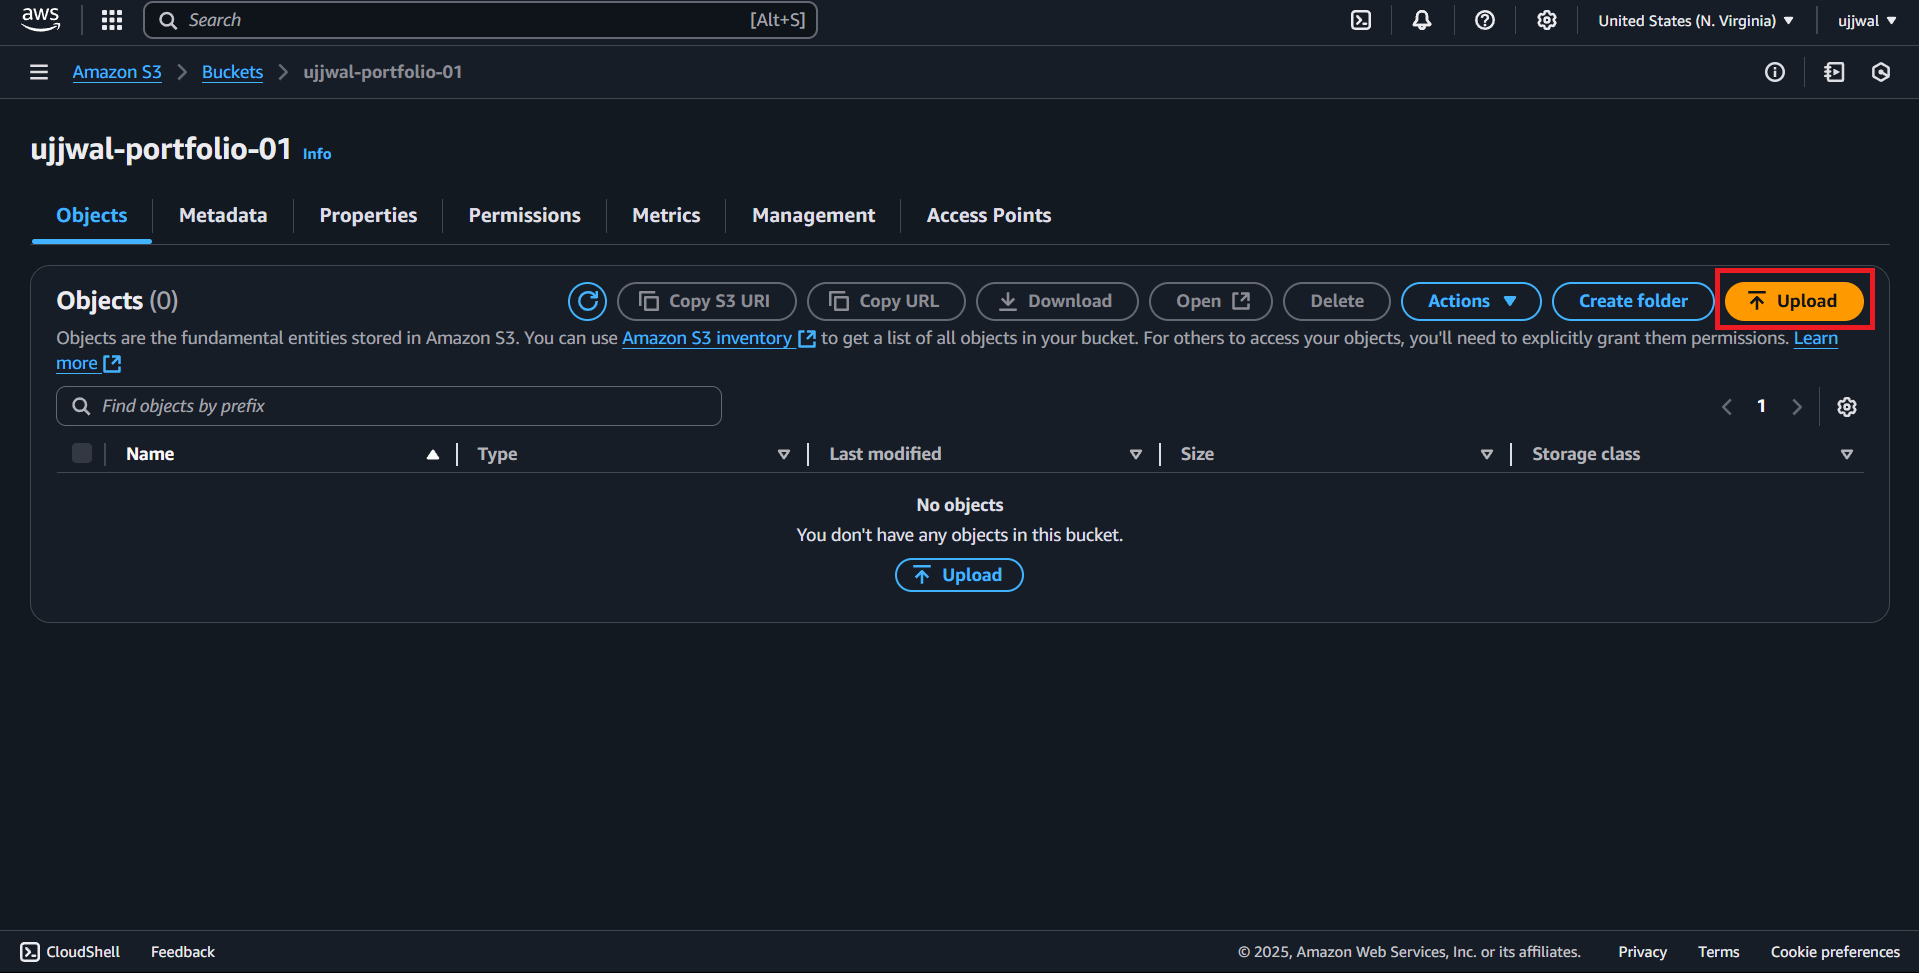 aws Search [Alt+S] United States (N. Virginia) ujjwal
Amazon S3 Buckets ujjwal-portfolio-01
ujjwal-portfolio-01 Info
Objects Metadata Properties Permissions Metrics Management Access Points
Objects (0) Copy S3 URI Copy URL Download Open Delete Actions Create folder Upload
Objects are the fundamental entities stored in Amazon S3. You can use Amazon S3 inventory to get a list of all objects in your bucket. For others to access your objects, you'll need to explicitly grant them permissions. Learn
more
Find objects by prefix 1
Name Type Last modified Size Storage class
No objects
You don't have any objects in this bucket.
Upload
CloudShell Feedback © 2025, Amazon Web Services, Inc. or its affiliates. Privacy Terms Cookie preferences